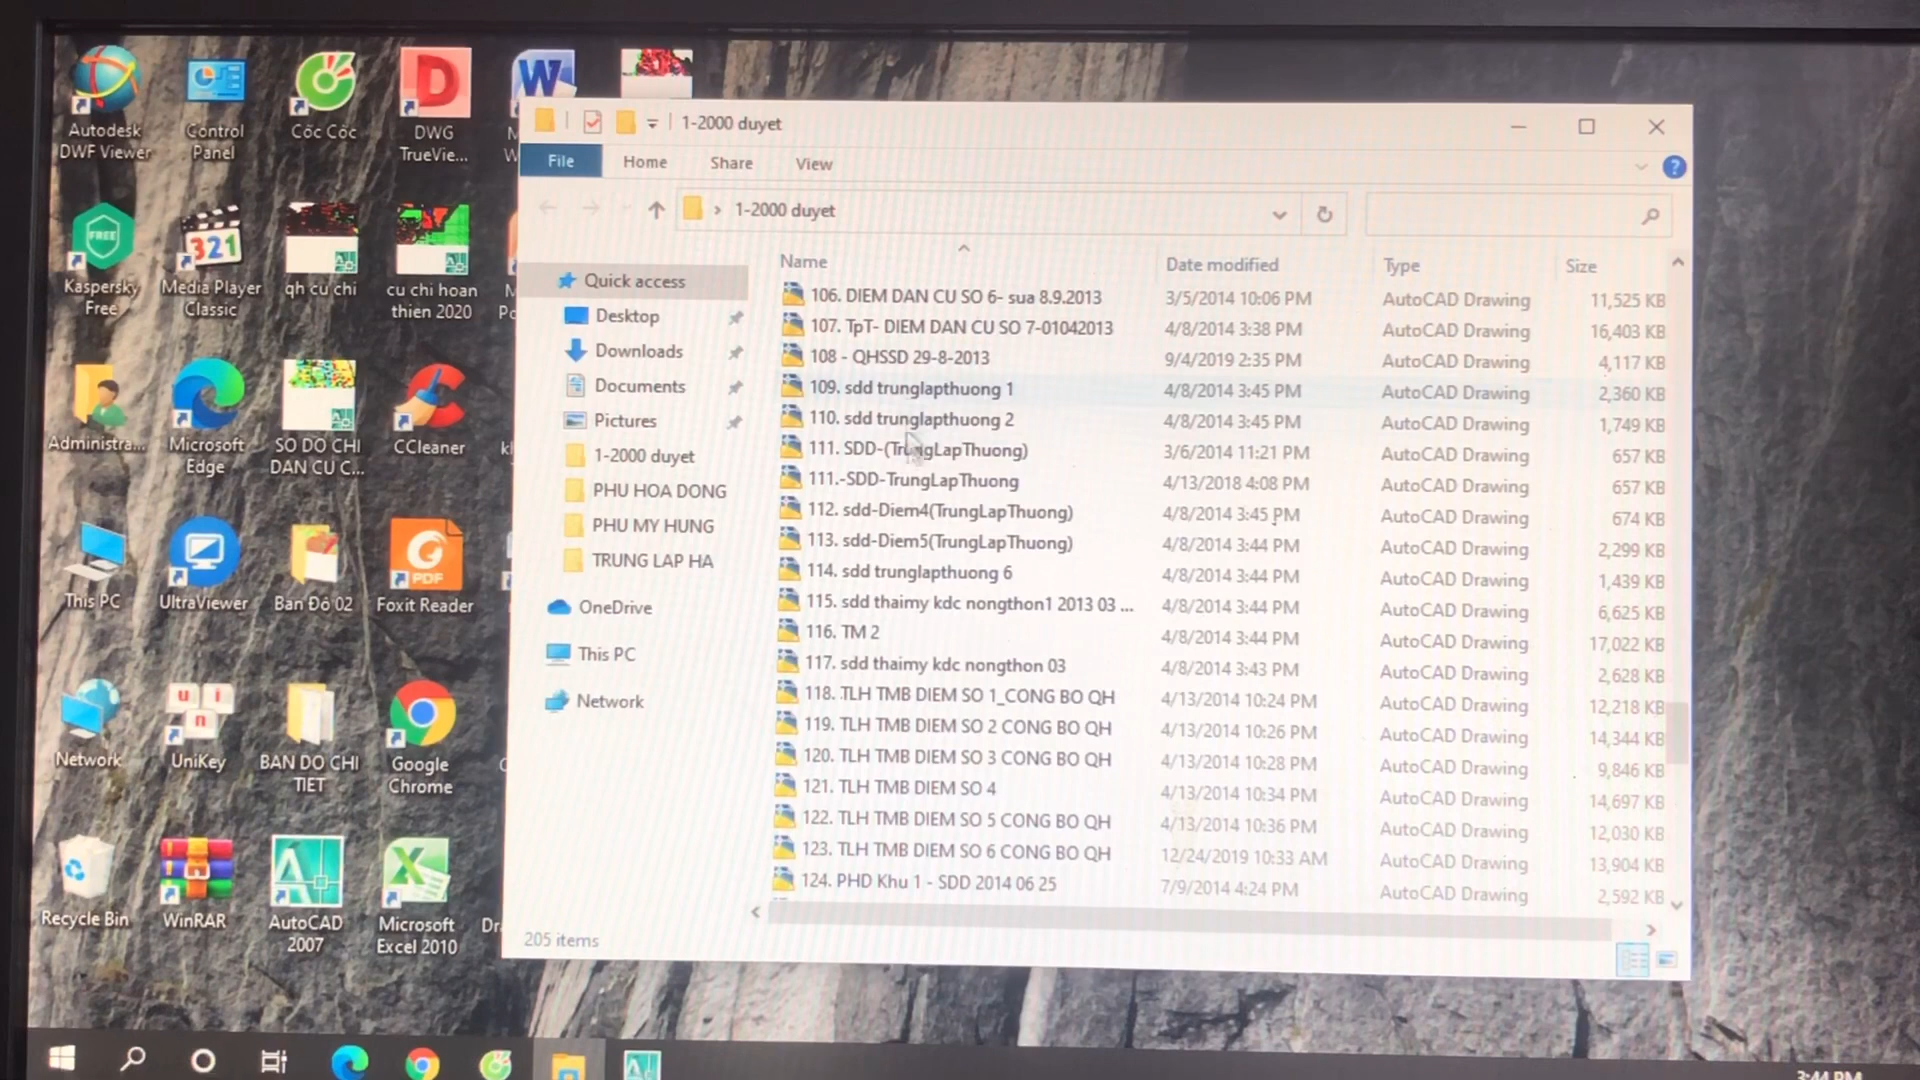 Autodesk
DWF Viewer
Control
Panel
Cốc Cốc
DWG
TrueVie...
Kaspersky
Free
Media Player
Classic
qh cu chi
cu chi hoan
thien 2020
Administra...
Microsoft
Edge
SO DO CHI
DAN CU C...
CCleaner
This PC
UltraViewer
Ban Đô 02
Foxit Reader
Network
UniKey
BAN DO CHI
TIET
Google
Chrome
Recycle Bin
WinRAR
AutoCAD
2007
Microsoft
Excel 2010
FREE
321
PDF
1-2000 duyet
File Home Share View
1-2000 duyet
Quick access
Desktop
Downloads
Documents
Pictures
1-2000 duyet
PHU HOA DONG
PHU MY HUNG
TRUNG LAP HA
OneDrive
This PC
Network
Name Date modified Type Size
106. DIEM DAN CU SO 6- sua 8.9.2013 3/5/2014 10:06 PM AutoCAD Drawing 11,525 KB
107. TpT- DIEM DAN CU SO 7-01042013 4/8/2014 3:38 PM AutoCAD Drawing 16,403 KB
108 - QHSSD 29-8-2013 9/4/2019 2:35 PM AutoCAD Drawing 4,117 KB
109. sdd trunglapthuong 1 4/8/2014 3:45 PM AutoCAD Drawing 2,360 KB
110. sdd trunglapthuong 2 4/8/2014 3:45 PM AutoCAD Drawing 1,749 KB
111. SDD-(TrungLapThuong) 3/6/2014 11:21 PM AutoCAD Drawing 657 KB
111.-SDD-TrungLapThuong 4/13/2018 4:08 PM AutoCAD Drawing 657 KB
112. sdd-Diem4(TrungLapThuong) 4/8/2014 3:45 PM AutoCAD Drawing 674 KB
113. sdd-Diem5(TrungLapThuong) 4/8/2014 3:44 PM AutoCAD Drawing 2,299 KB
114. sdd trunglapthuong 6 4/8/2014 3:44 PM AutoCAD Drawing 1,439 KB
115. sdd thaimy kdc nongthon1 2013 03 ... 4/8/2014 3:44 PM AutoCAD Drawing 6,625 KB
116. TM 2 4/8/2014 3:44 PM AutoCAD Drawing 17,022 KB
117. sdd thaimy kdc nongthon 03 4/8/2014 3:43 PM AutoCAD Drawing 2,628 KB
118. TLH TMB DIEM SO 1_CONG BO QH 4/13/2014 10:24 PM AutoCAD Drawing 12,218 KB
119. TLH TMB DIEM SO 2 CONG BO QH 4/13/2014 10:26 PM AutoCAD Drawing 14,344 KB
120. TLH TMB DIEM SO 3 CONG BO QH 4/13/2014 10:28 PM AutoCAD Drawing 9,846 KB
121. TLH TMB DIEM SO 4 4/13/2014 10:34 PM AutoCAD Drawing 14,697 KB
122. TLH TMB DIEM SO 5 CONG BO QH 4/13/2014 10:36 PM AutoCAD Drawing 12,030 KB
123. TLH TMB DIEM SO 6 CONG BO QH 12/24/2019 10:33 AM AutoCAD Drawing 13,904 KB
124. PHD Khu 1 - SDD 2014 06 25 7/9/2014 4:24 PM AutoCAD Drawing 2,592 KB
205 items
3:44 PM